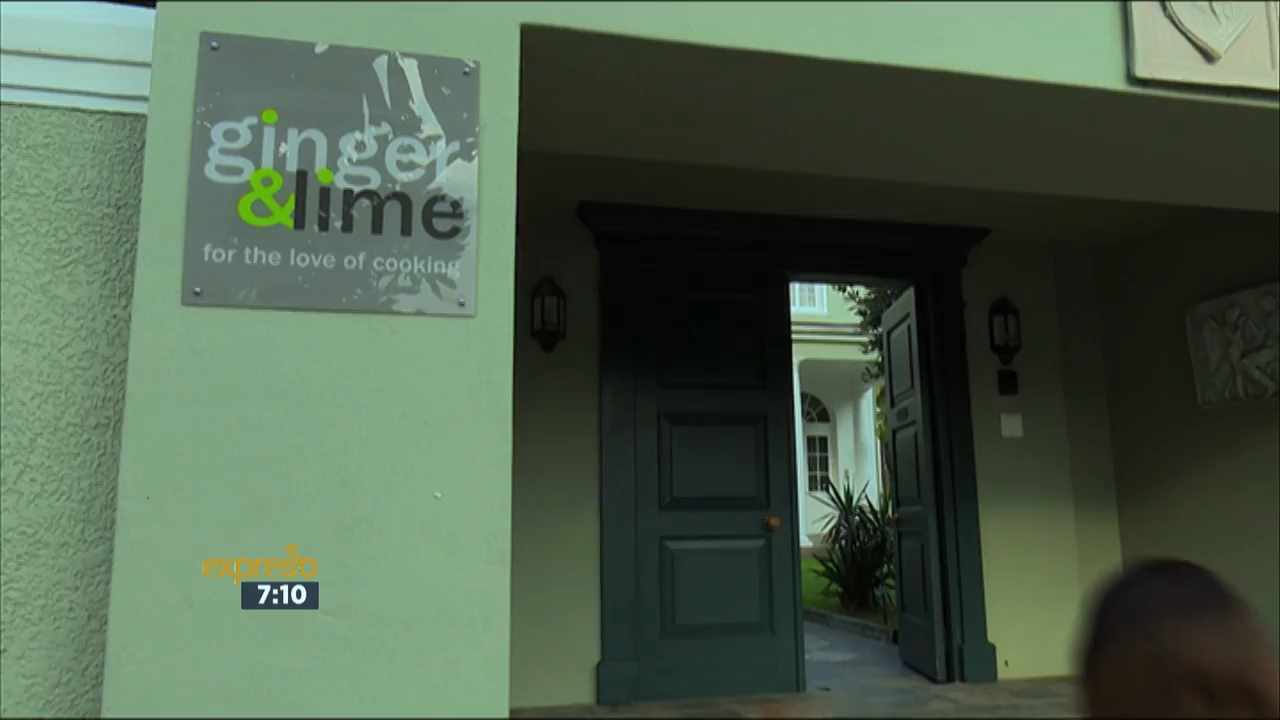 ginger
&lime
for the love of cooking
expresso
7:10